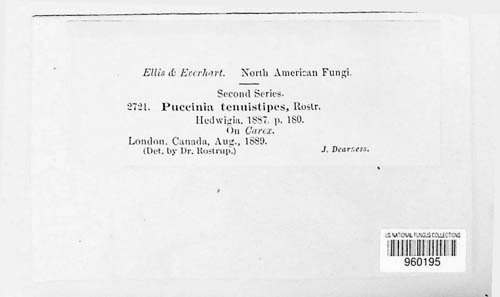 Ellis & Everhart. North American Fungi.
Second Series.
2721. Puccinia tenuistipes, Rostr.
Hedwigia, 1887. p. 180.
On Carex.
London, Canada, Aug., 1889.
(Det. by Dr. Rostrup.) J. Dearness.
US NATIONAL FUNGUS COLLECTIONS
960195